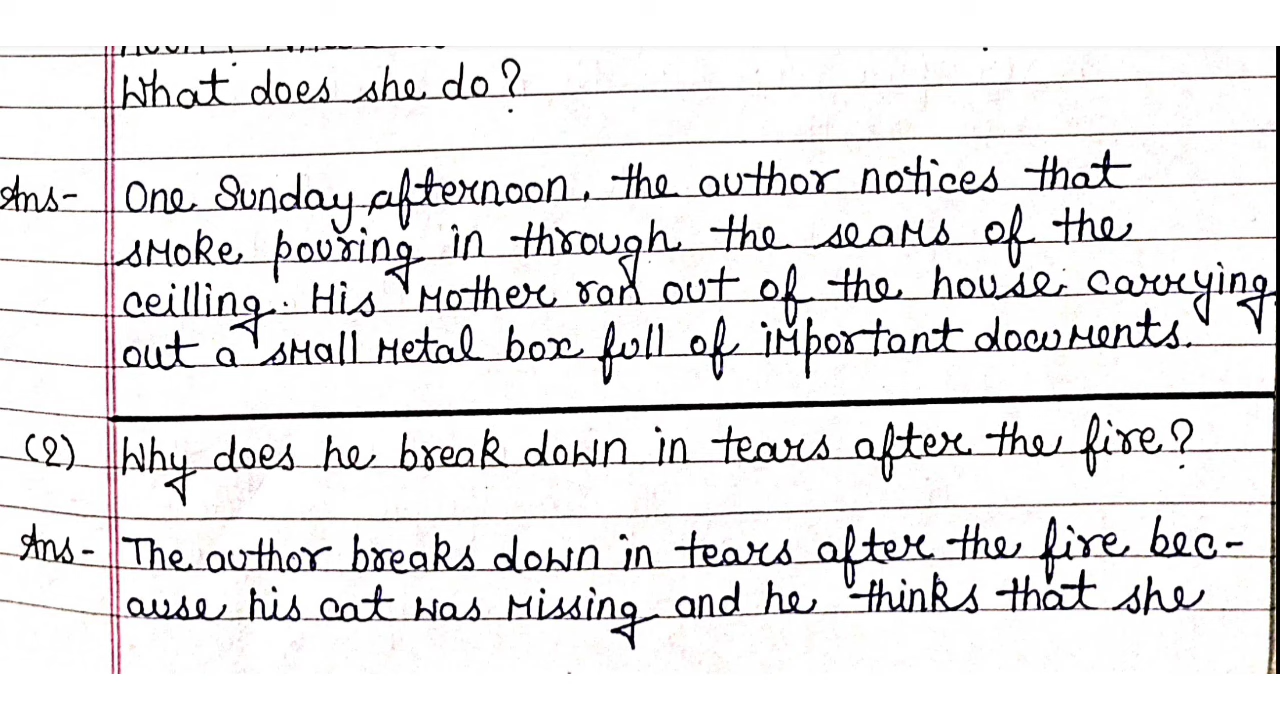 What does she do?
Ans- One Sunday afternoon, the author notices that
smoke pouring in through the seams of the
ceilling. His Mother ran out of the house carrying
out a small metal box full of important documents.
(2) Why does he break down in tears after the fire?
Ans- The author breaks down in tears after the fire bec-
ause his cat was missing and he thinks that she